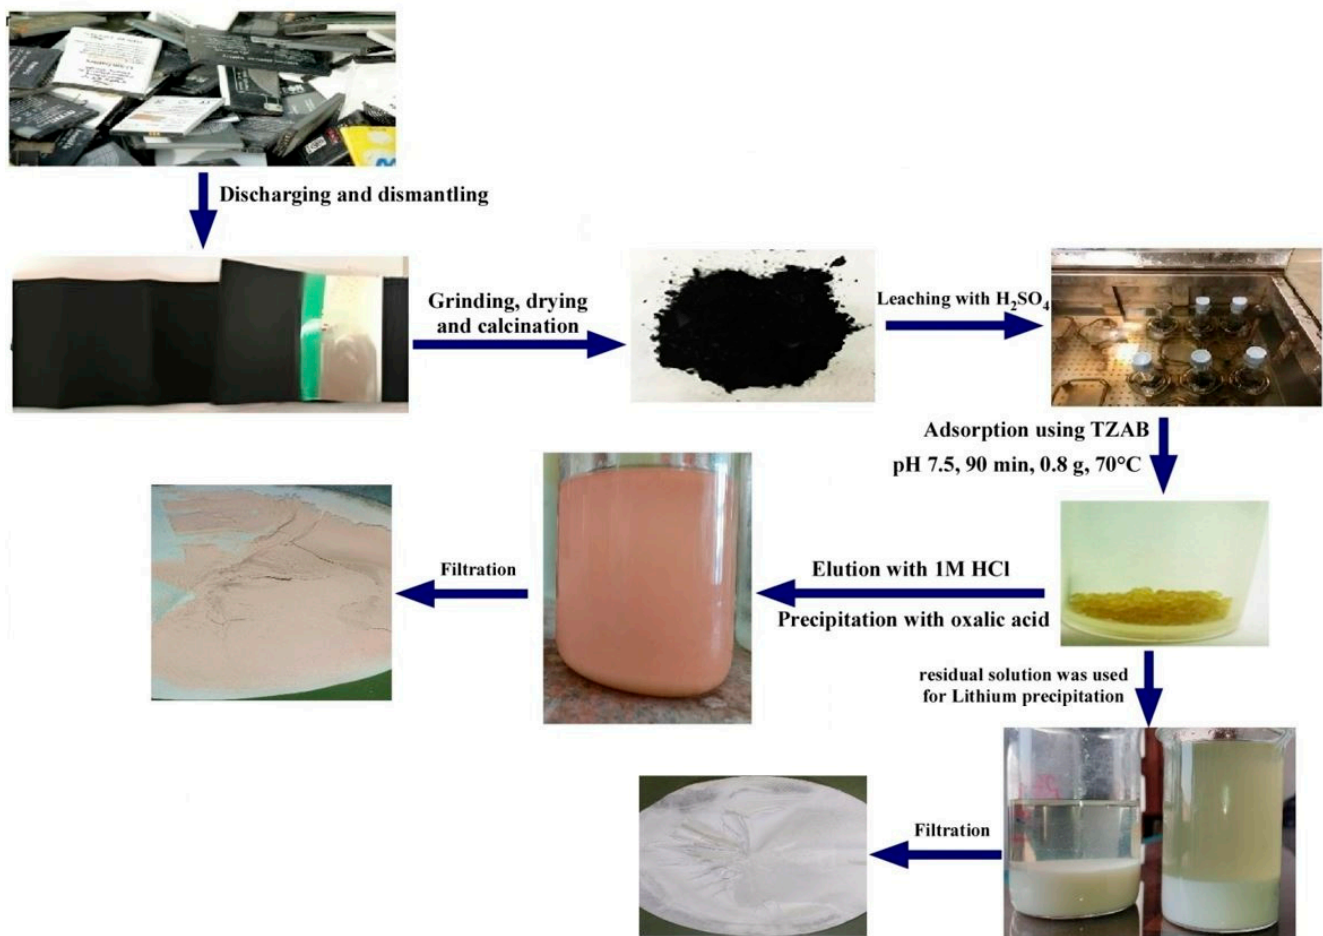 Discharging and dismantling
Grinding, drying
and calcination
Leaching with H₂SO₄
Adsorption using TZAB
pH 7.5, 90 min, 0.8 g, 70°C
Elution with 1M HCl
Precipitation with oxalic acid
Filtration
residual solution was used
for Lithium precipitation
Filtration